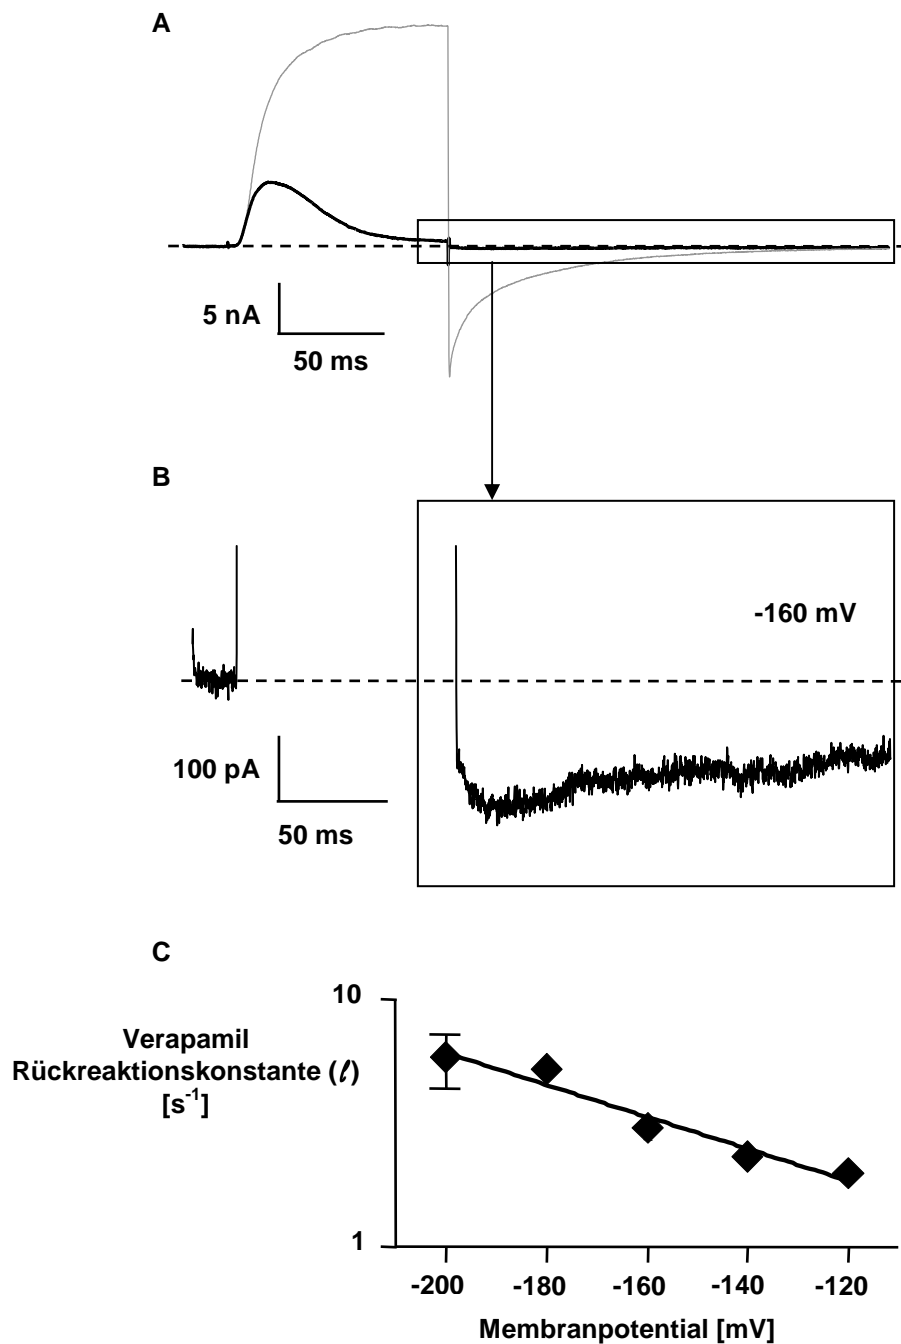 A
5 nA
50 ms
B
-160 mV
100 pA
50 ms
C
10
Verapamil
Rückreaktionskonstante (ℓ)
[s⁻¹]
1
-200 -180 -160 -140 -120
Membranpotential [mV]